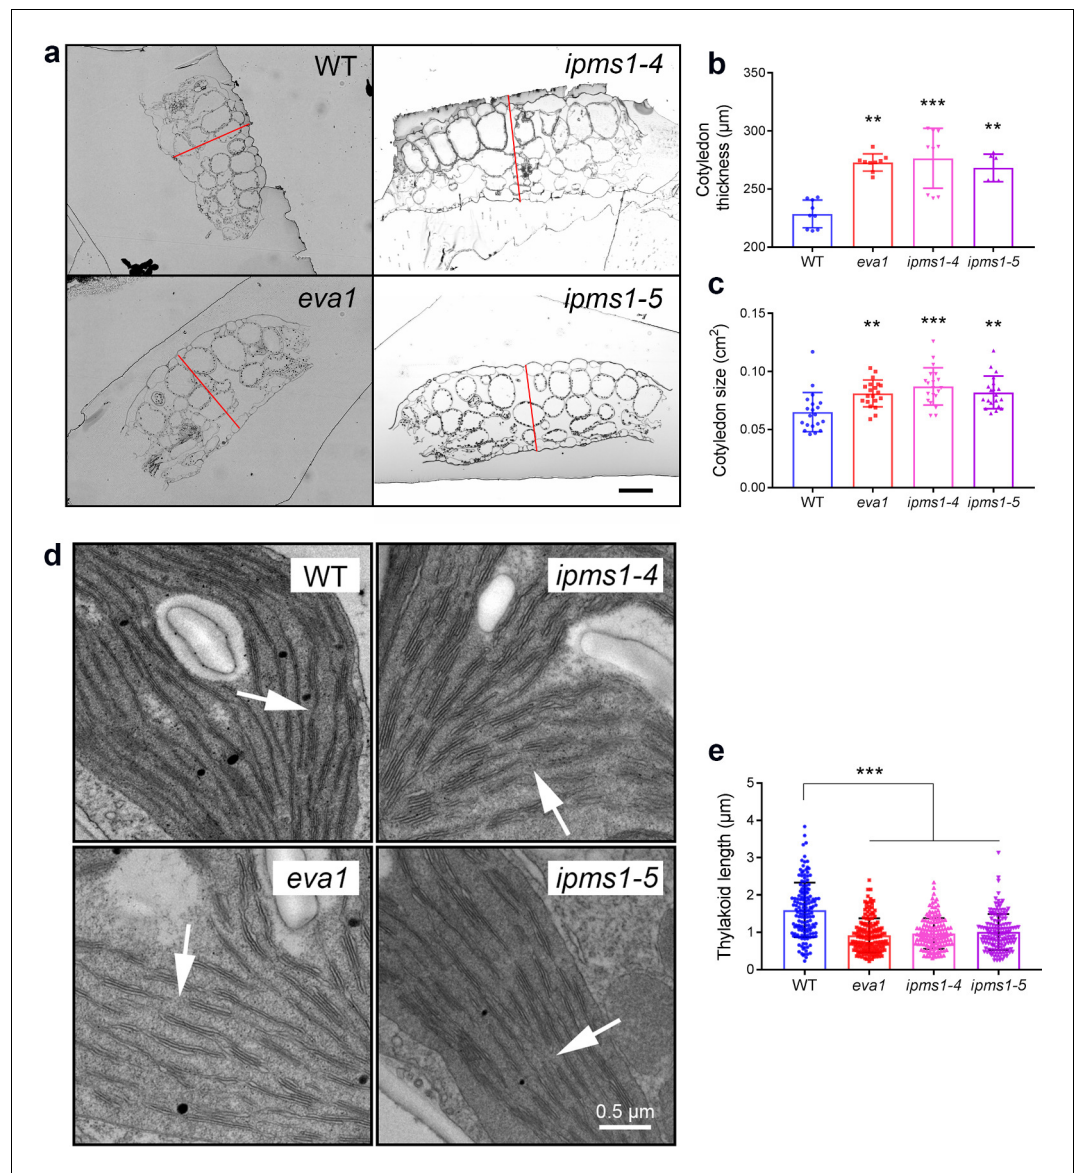 a
WT
ipms1-4
eva1
ipms1-5
b
Cotyledon
thickness (µm)
350
300
250
200
**
***
**
WT eva1 ipms1-4 ipms1-5
c
Cotyledon size (cm²)
0.15
0.10
0.05
0.00
**
***
**
WT eva1 ipms1-4 ipms1-5
d
WT
ipms1-4
eva1
ipms1-5
0.5 µm
e
Thylakoid length (µm)
5
4
3
2
1
0
***
WT eva1 ipms1-4 ipms1-5